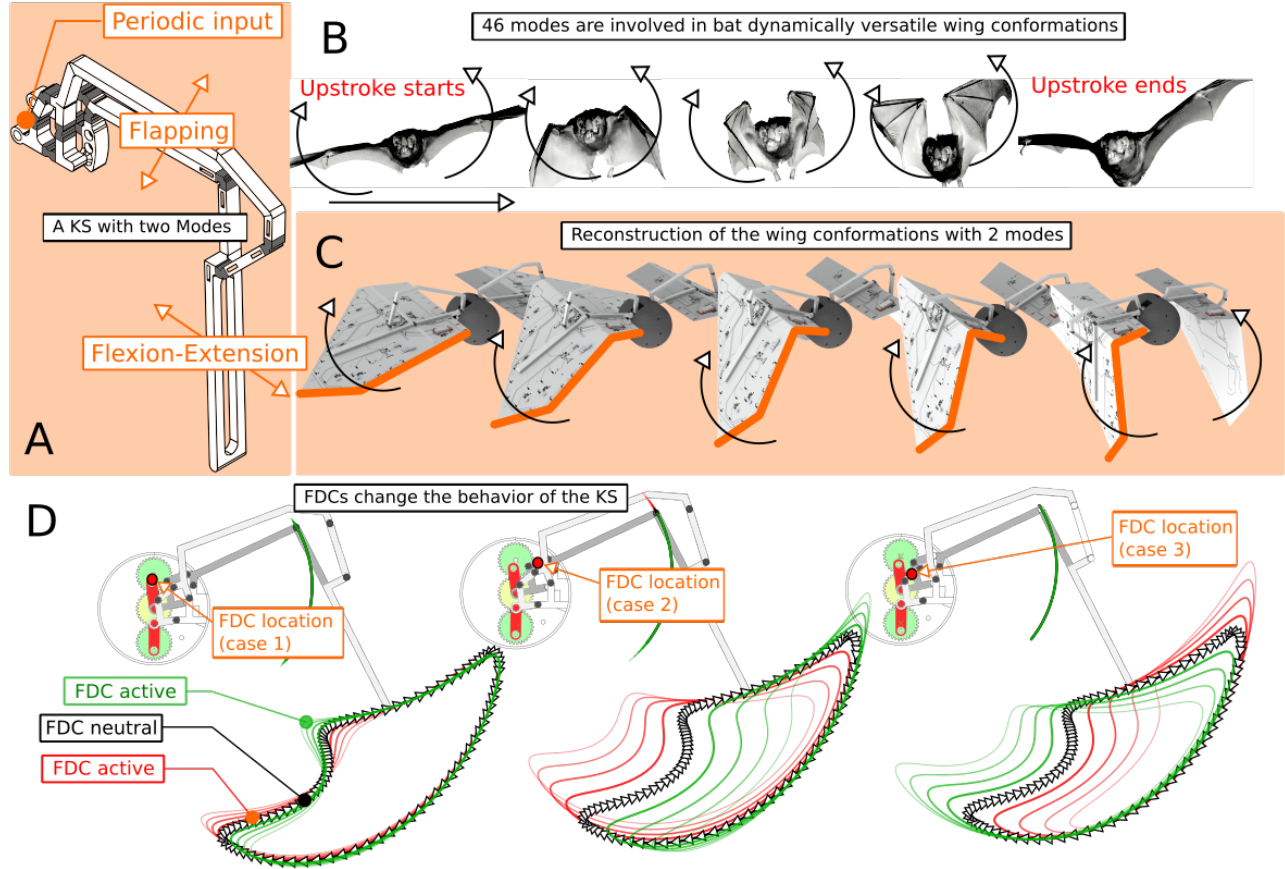 Periodic input
Flapping
A KS with two Modes
Flexion-Extension
A
B
46 modes are involved in bat dynamically versatile wing conformations
Upstroke starts
Upstroke ends
C
Reconstruction of the wing conformations with 2 modes
D
FDCs change the behavior of the KS
FDC location
(case 1)
FDC location
(case 2)
FDC location
(case 3)
FDC active
FDC neutral
FDC active